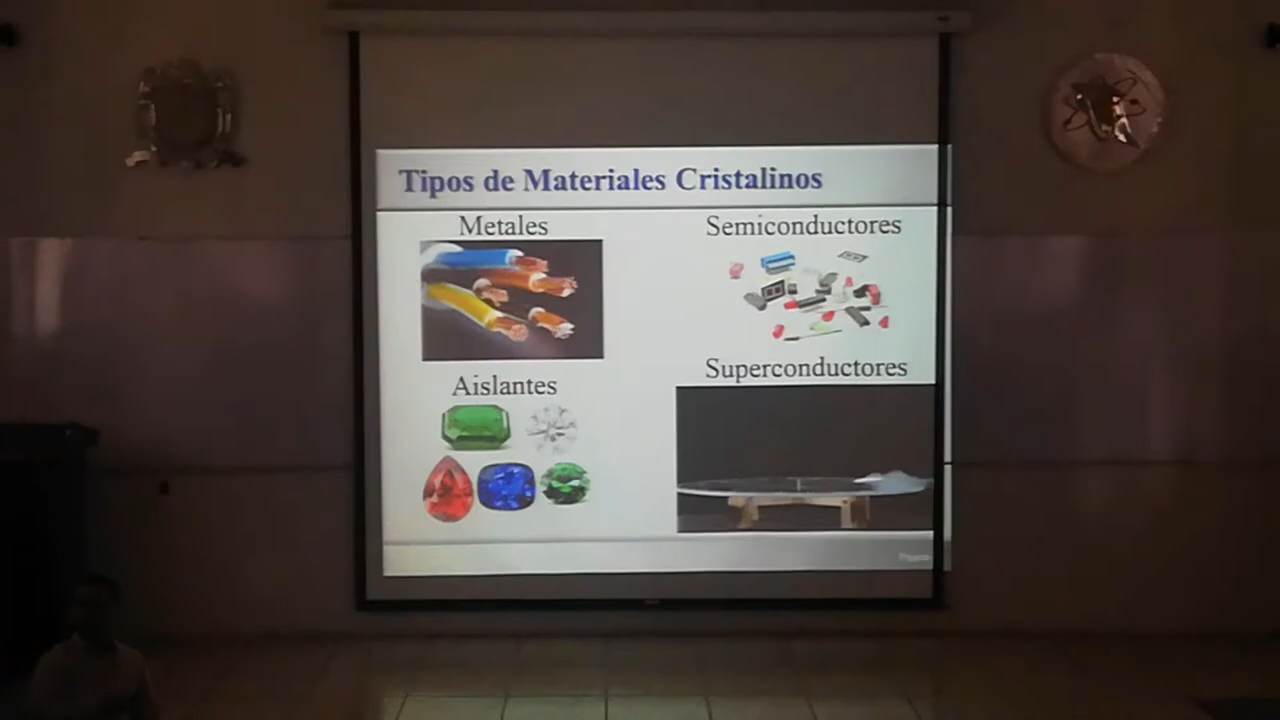 Tipos de Materiales Cristalinos
Metales
Semiconductores
Aislantes
Superconductores